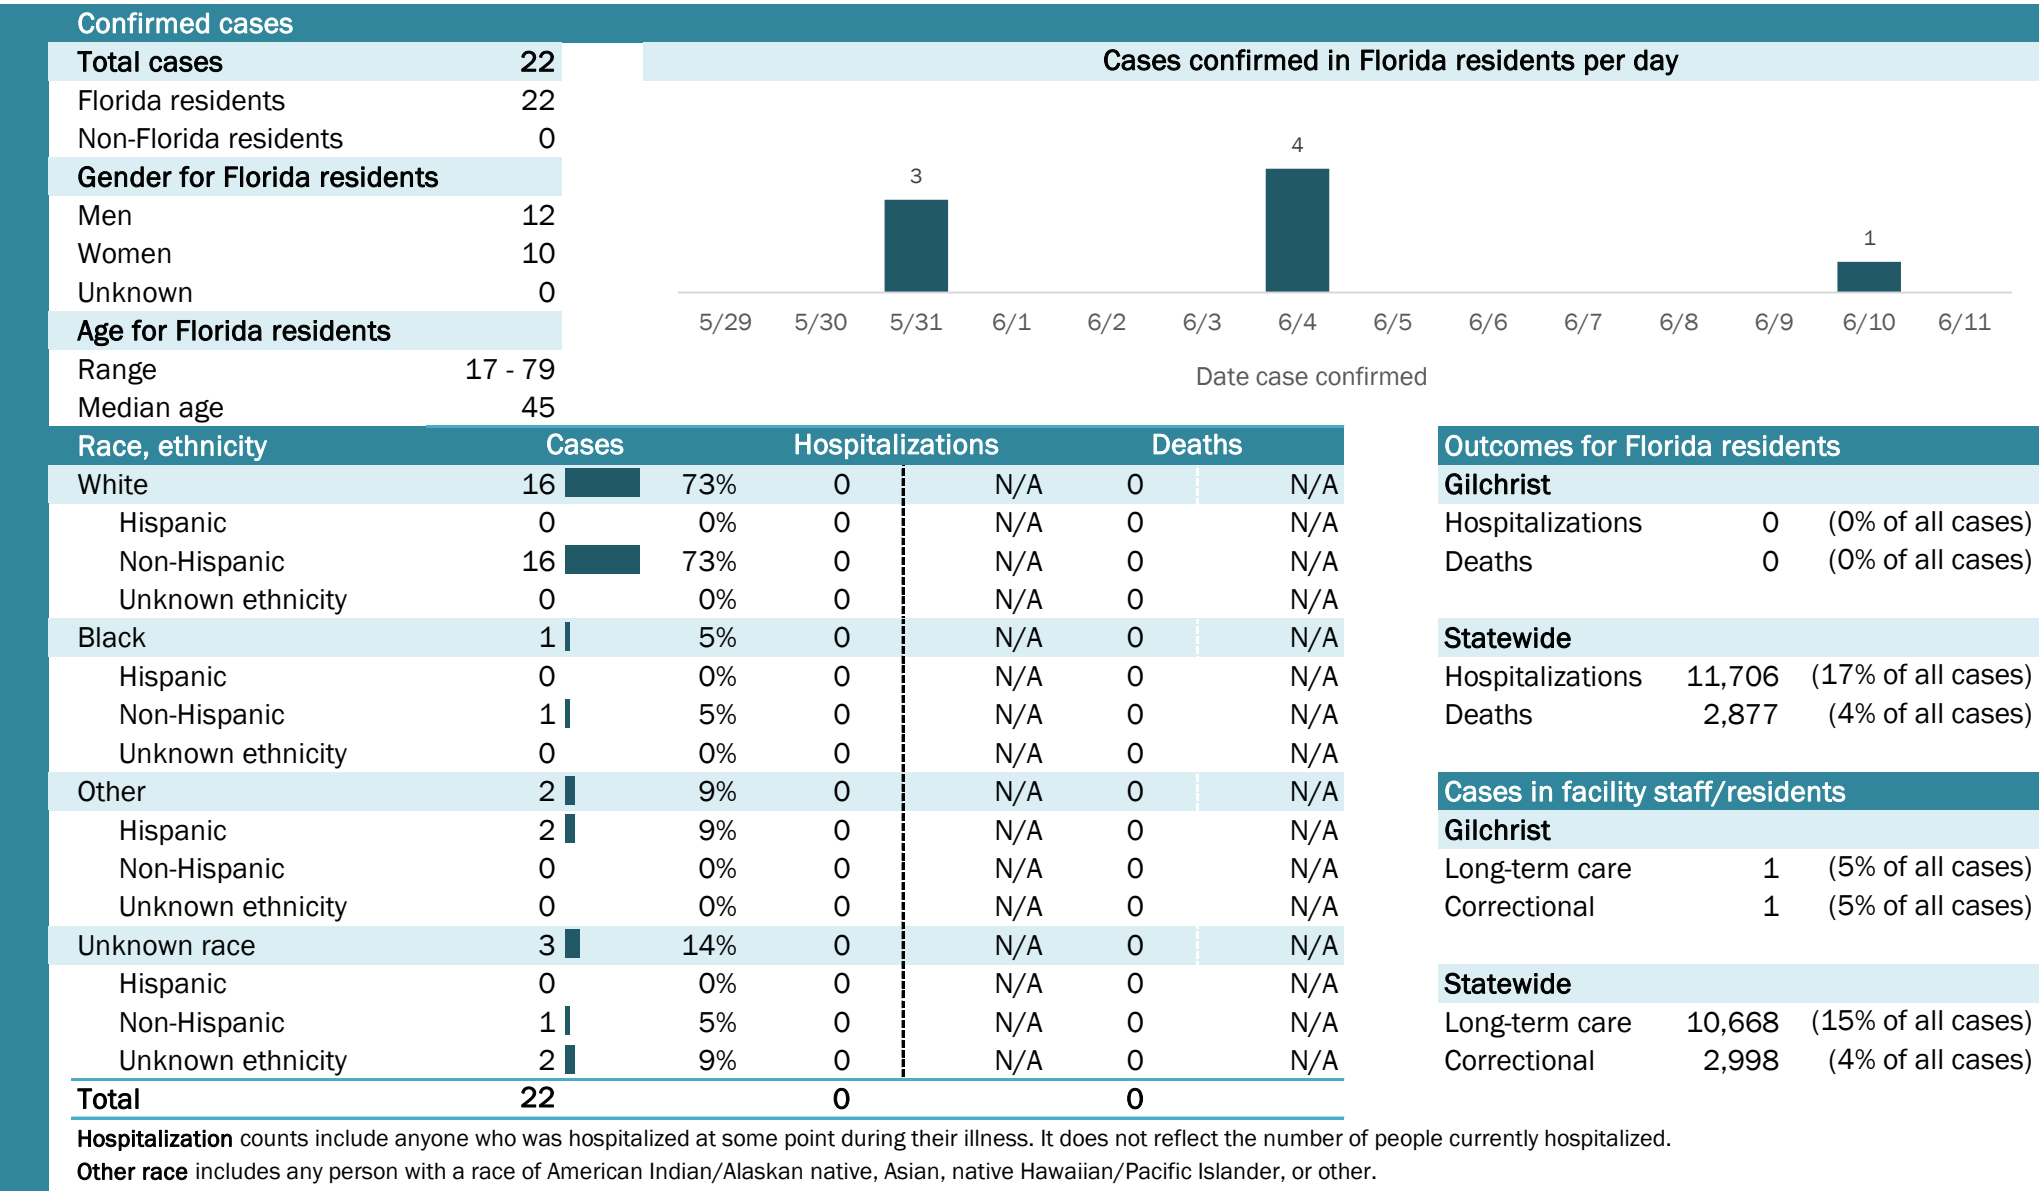 Confirmed cases
Total cases 22
Florida residents 22
Non-Florida residents 0
Gender for Florida residents
Men 12
Women 10
Unknown 0
Age for Florida residents
Range 17 - 79
Median age 45
Cases confirmed in Florida residents per day
3 4 1
5/29 5/30 5/31 6/1 6/2 6/3 6/4 6/5 6/6 6/7 6/8 6/9 6/10 6/11
Date case confirmed
Race, ethnicity Cases Hospitalizations Deaths
White 16 73% 0 N/A 0 N/A
Hispanic 0 0% 0 N/A 0 N/A
Non-Hispanic 16 73% 0 N/A 0 N/A
Unknown ethnicity 0 0% 0 N/A 0 N/A
Black 1 5% 0 N/A 0 N/A
Hispanic 0 0% 0 N/A 0 N/A
Non-Hispanic 1 5% 0 N/A 0 N/A
Unknown ethnicity 0 0% 0 N/A 0 N/A
Other 2 9% 0 N/A 0 N/A
Hispanic 2 9% 0 N/A 0 N/A
Non-Hispanic 0 0% 0 N/A 0 N/A
Unknown ethnicity 0 0% 0 N/A 0 N/A
Unknown race 3 14% 0 N/A 0 N/A
Hispanic 0 0% 0 N/A 0 N/A
Non-Hispanic 1 5% 0 N/A 0 N/A
Unknown ethnicity 2 9% 0 N/A 0 N/A
Total 22 0 0
Outcomes for Florida residents
Gilchrist
Hospitalizations 0 (0% of all cases)
Deaths 0 (0% of all cases)
Statewide
Hospitalizations 11,706 (17% of all cases)
Deaths 2,877 (4% of all cases)
Cases in facility staff/residents
Gilchrist
Long-term care 1 (5% of all cases)
Correctional 1 (5% of all cases)
Statewide
Long-term care 10,668 (15% of all cases)
Correctional 2,998 (4% of all cases)
Hospitalization counts include anyone who was hospitalized at some point during their illness. It does not reflect the number of people currently hospitalized.
Other race includes any person with a race of American Indian/Alaskan native, Asian, native Hawaiian/Pacific Islander, or other.